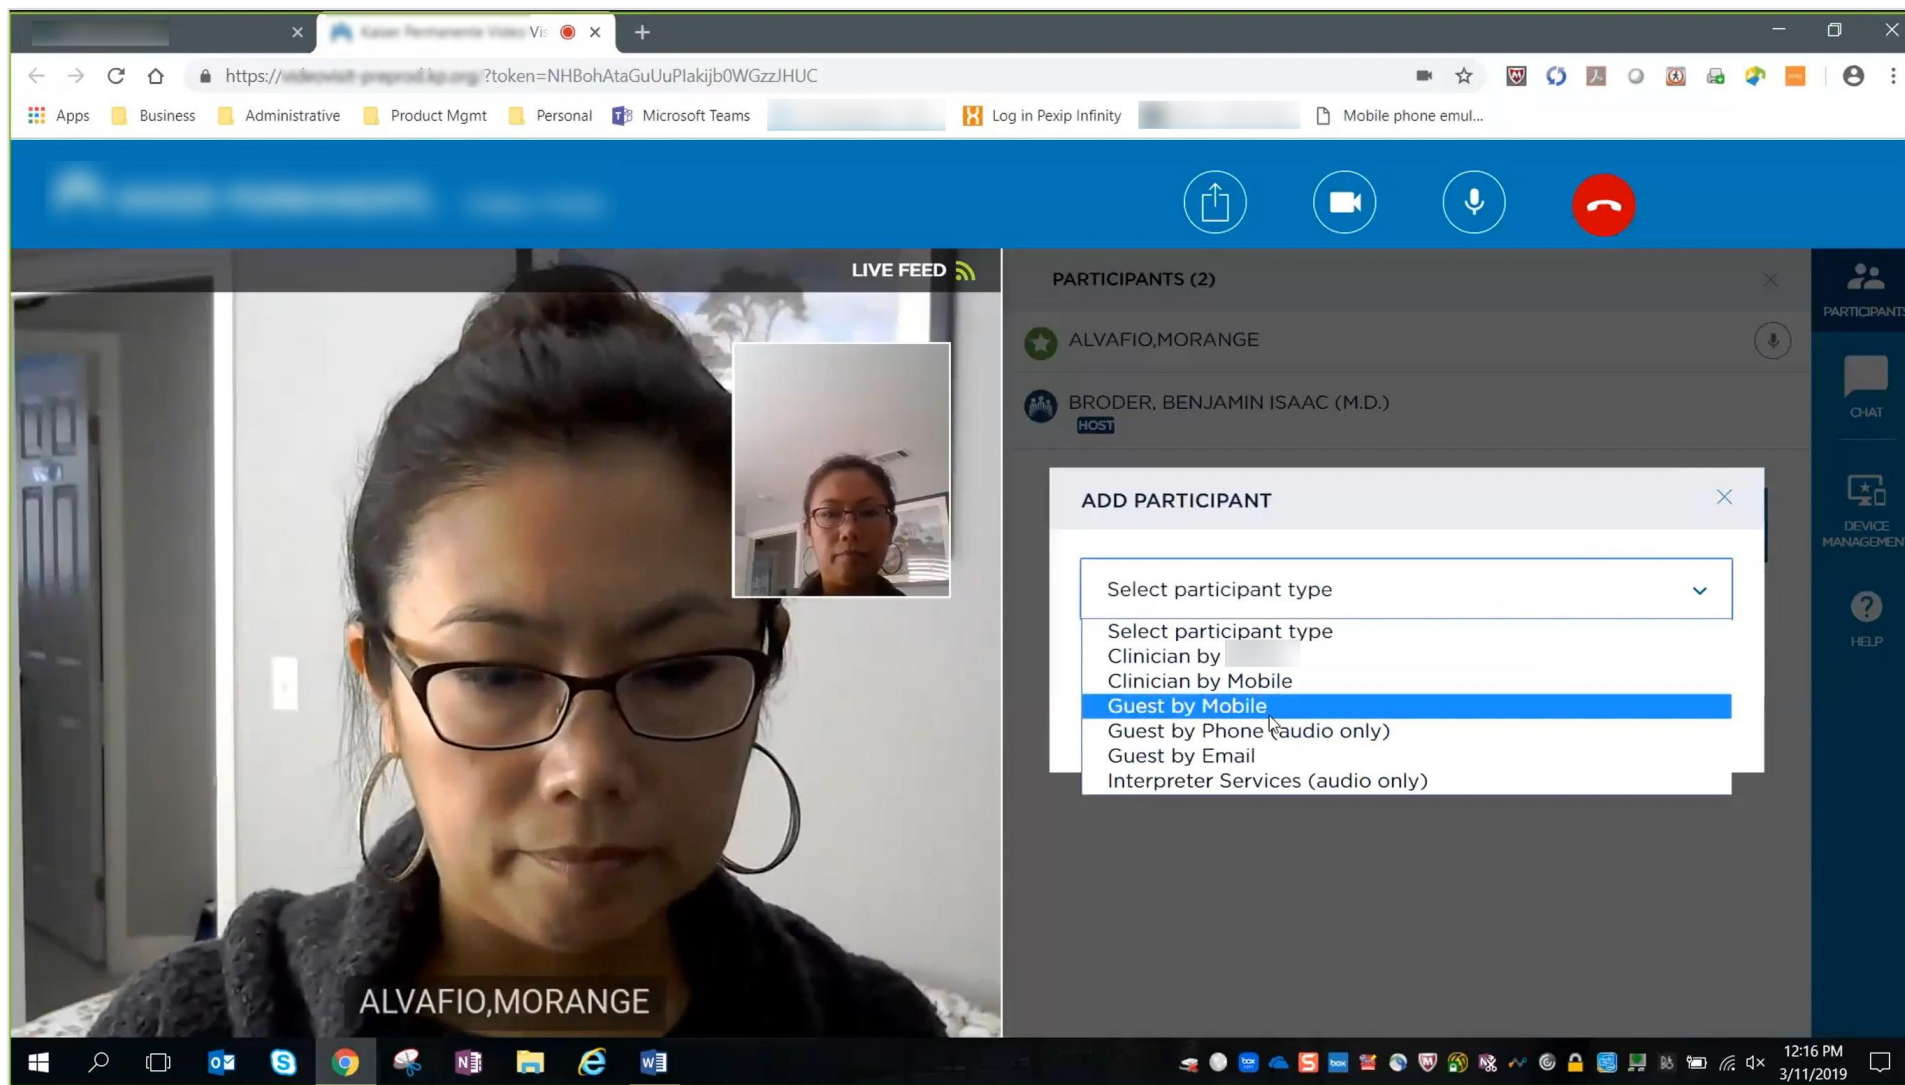 Vis
https:// ?token=NHBohAtaGuUuPIakijb0WGzzJHUC
Apps Business Administrative Product Mgmt Personal Microsoft Teams Log in Pexip Infinity Mobile phone emul...
LIVE FEED
PARTICIPANTS (2)
ALVAFIO,MORANGE
BRODER, BENJAMIN ISAAC (M.D.)
HOST
ADD PARTICIPANT
Select participant type
Select participant type
Clinician by
Clinician by Mobile
Guest by Mobile
Guest by Phone (audio only)
Guest by Email
Interpreter Services (audio only)
PARTICIPANTS
CHAT
DEVICE
MANAGEMEN
HELP
ALVAFIO,MORANGE
12:16 PM
3/11/2019